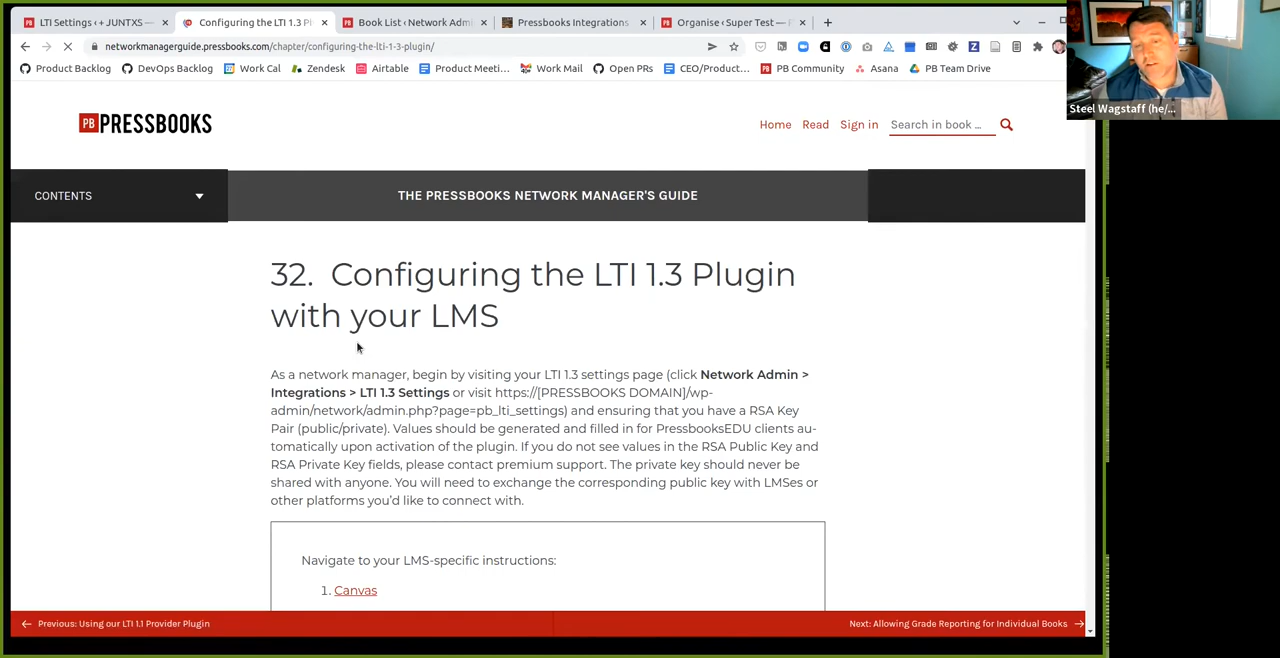 LTI Settings ‹ + JUNTXS —
Configuring the LTI 1.3 Pl
Book List ‹ Network Admi
Pressbooks Integrations
Organise ‹ Super Test — P
networkmanagerguide.pressbooks.com/chapter/configuring-the-lti-1-3-plugin/
Product Backlog
DevOps Backlog
Work Cal
Zendesk
Airtable
Product Meeti...
Work Mail
Open PRs
CEO/Product...
PB Community
Asana
PB Team Drive
Steel Wagstaff (he/...
PB PRESSBOOKS
Home Read Sign in Search in book ...
CONTENTS
THE PRESSBOOKS NETWORK MANAGER'S GUIDE
32. Configuring the LTI 1.3 Plugin
with your LMS
As a network manager, begin by visiting your LTI 1.3 settings page (click Network Admin >
Integrations > LTI 1.3 Settings or visit https://[PRESSBOOKS DOMAIN]/wp-
admin/network/admin.php?page=pb_lti_settings) and ensuring that you have a RSA Key
Pair (public/private). Values should be generated and filled in for PressbooksEDU clients au-
tomatically upon activation of the plugin. If you do not see values in the RSA Public Key and
RSA Private Key fields, please contact premium support. The private key should never be
shared with anyone. You will need to exchange the corresponding public key with LMSes or
other platforms you'd like to connect with.
Navigate to your LMS-specific instructions:
1. Canvas
Previous: Using our LTI 1.1 Provider Plugin
Next: Allowing Grade Reporting for Individual Books